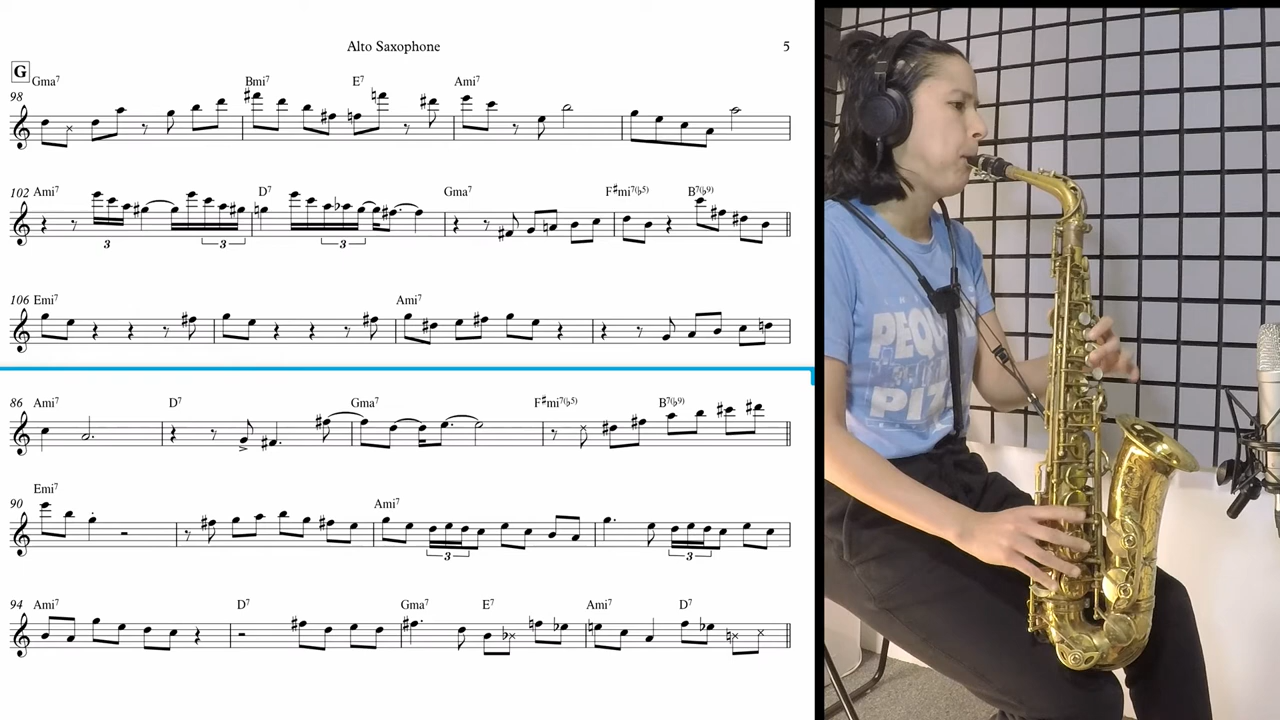 Alto Saxophone 5
G
Gma7 Bmi7 E7 Ami7
98
102 Ami7 D7 Gma7 F♯mi7(♭5) B7(♭9)
3 3 3
106 Emi7 Ami7
86 Ami7 D7 Gma7 F♯mi7(♭5) B7(♭9)
Emi7
90 Ami7
3 3
94 Ami7 D7 Gma7 E7 Ami7 D7
PEQU
PIZ